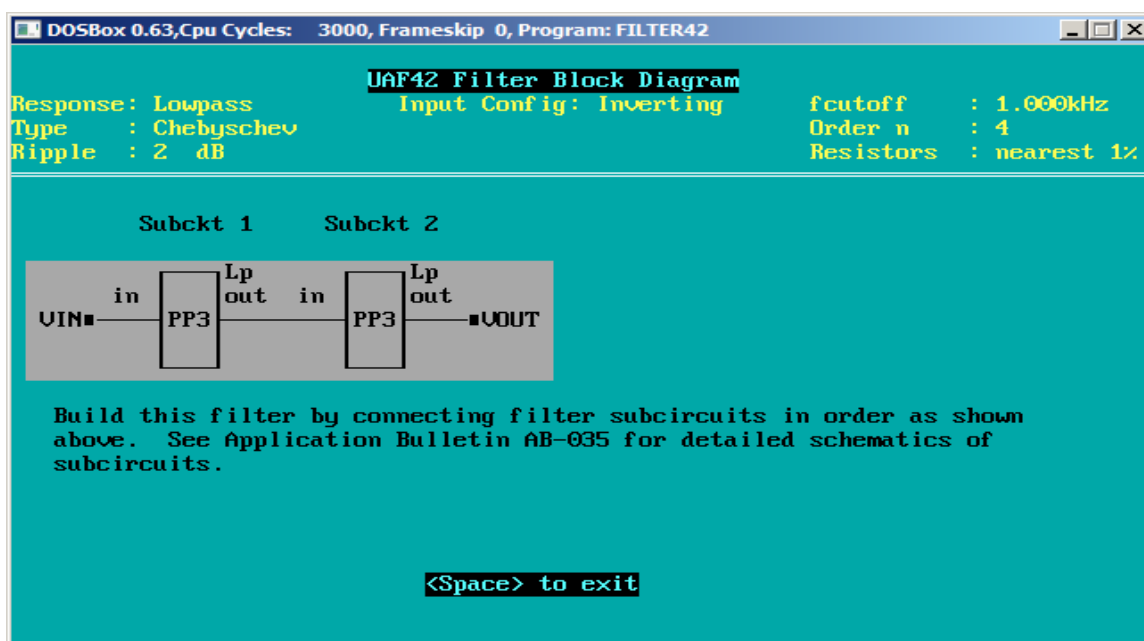 DOSBox 0.63,Cpu Cycles: 3000, Frameskip 0, Program: FILTER42
UAF42 Filter Block Diagram
Response: Lowpass Input Config: Inverting fcutoff : 1.000kHz
Type : Chebyschev Order n : 4
Ripple : 2 dB Resistors : nearest 1%
Subckt 1 Subckt 2
Lp Lp
in out in out
VIN PP3 PP3 VOUT
Build this filter by connecting filter subcircuits in order as shown
above. See Application Bulletin AB-035 for detailed schematics of
subcircuits.
<Space> to exit